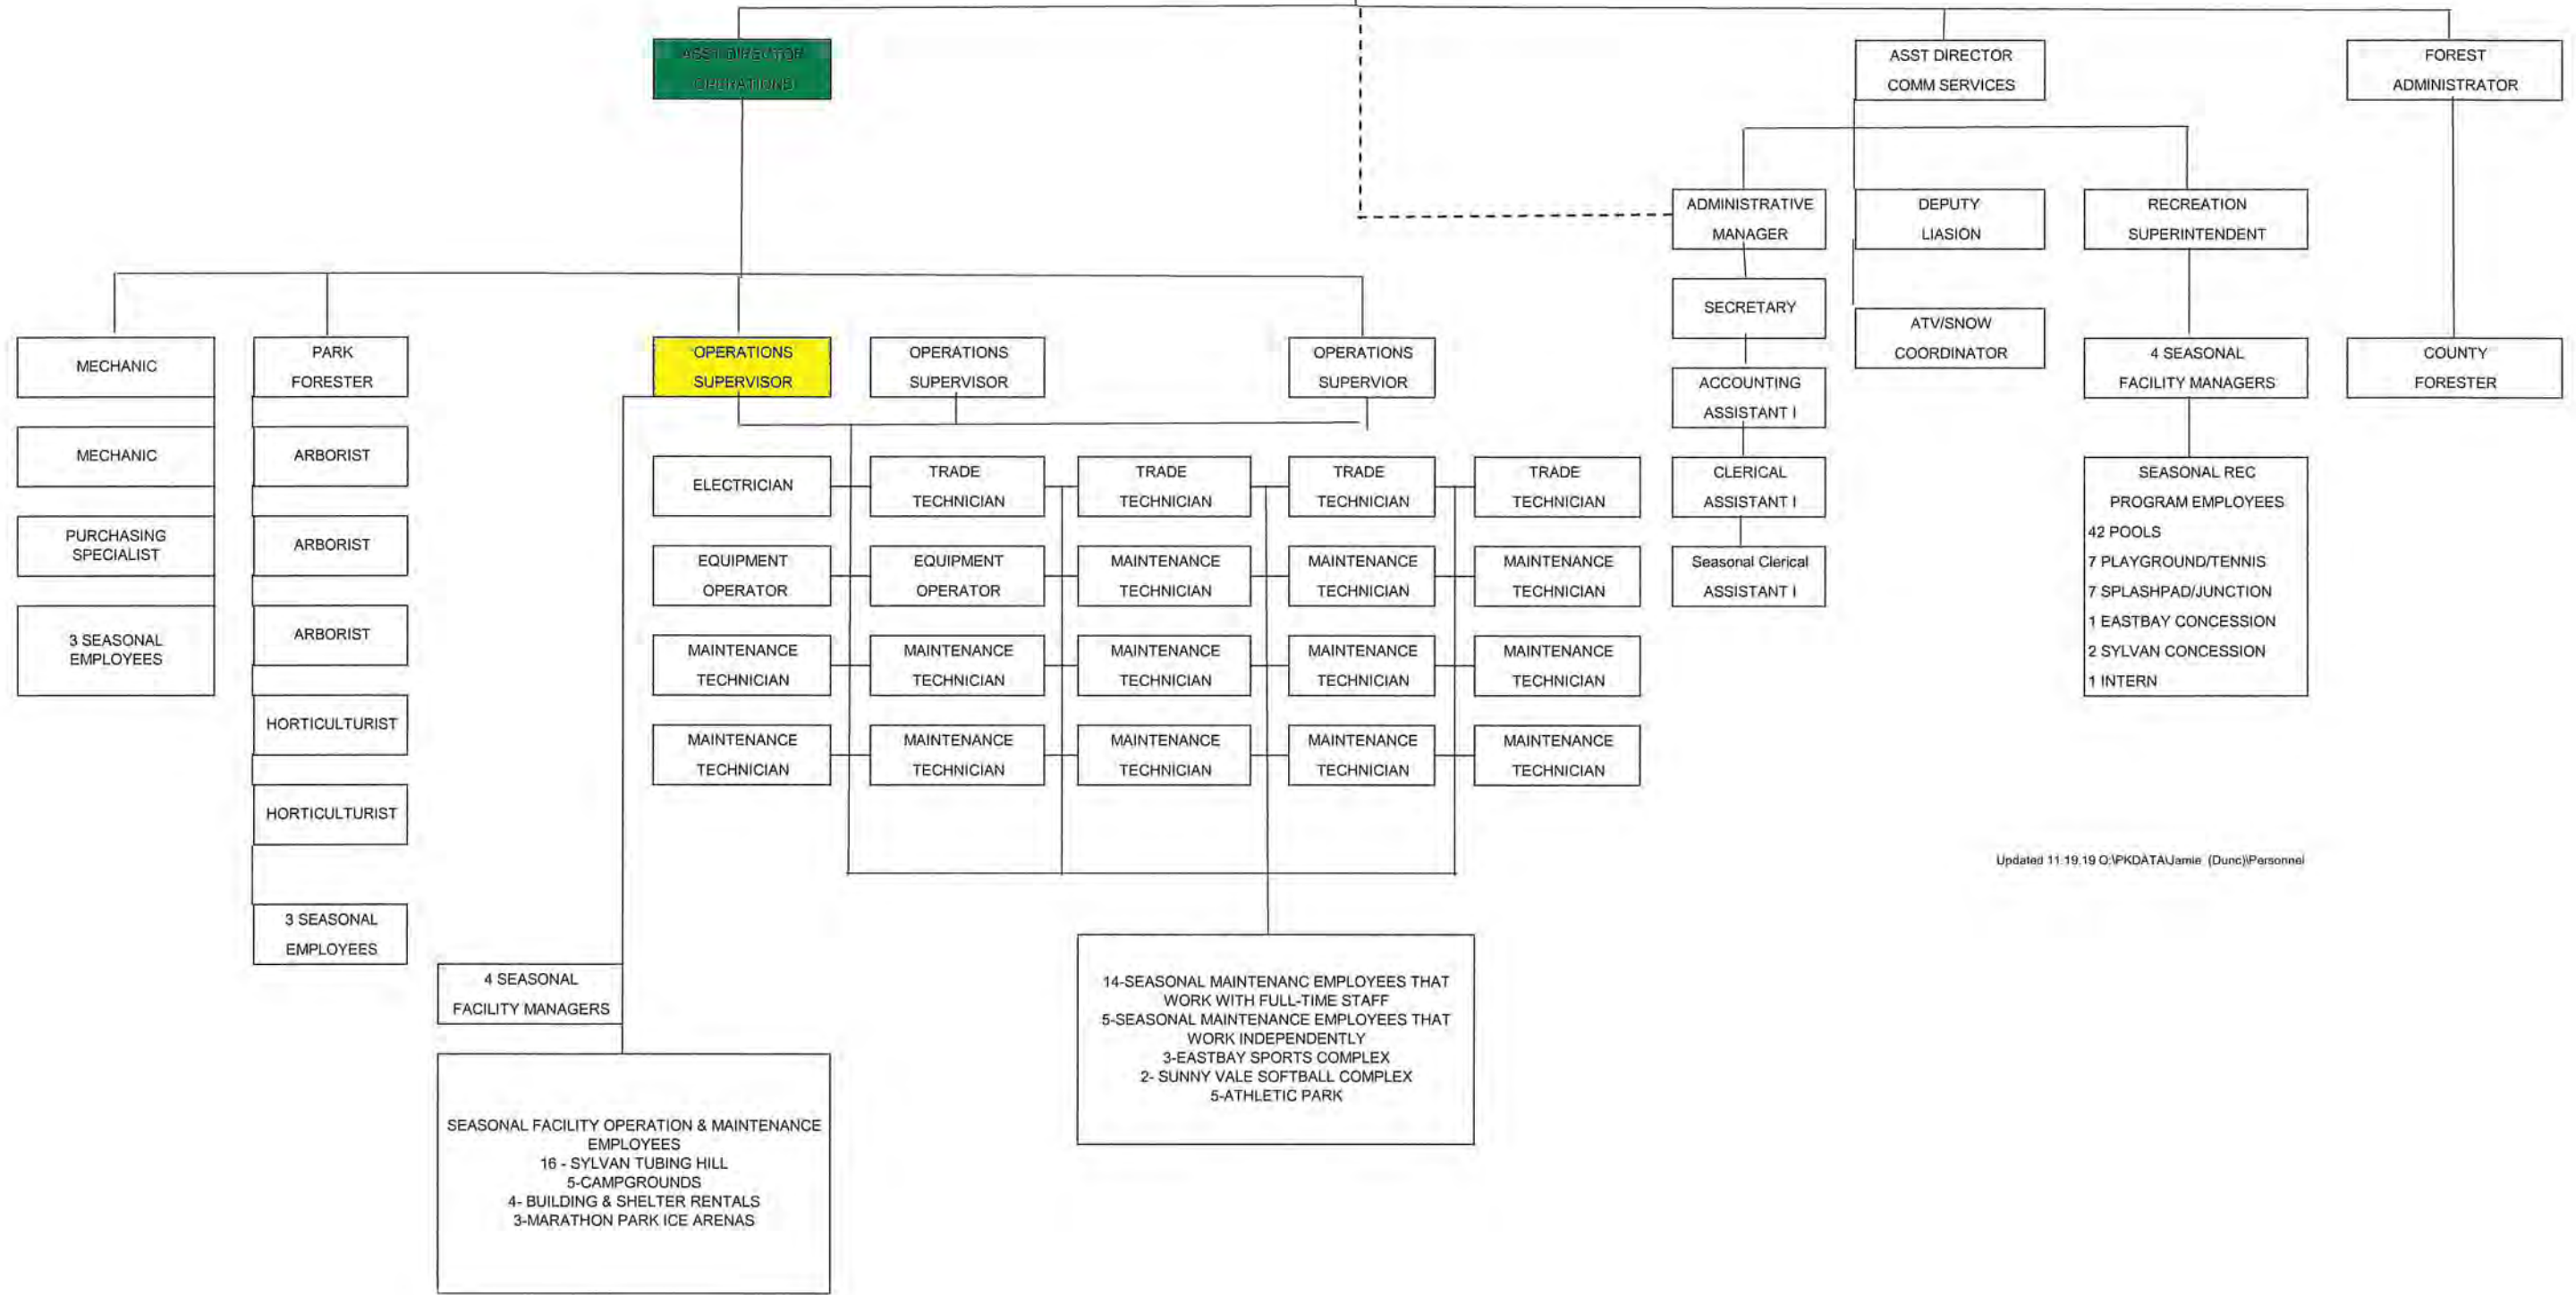 ASST DIRECTOR
OPERATIONS
ASST DIRECTOR
COMM SERVICES
FOREST
ADMINISTRATOR
ADMINISTRATIVE
MANAGER
DEPUTY
LIASION
RECREATION
SUPERINTENDENT
SECRETARY
ATV/SNOW
COORDINATOR
MECHANIC
PARK
FORESTER
OPERATIONS
SUPERVISOR
OPERATIONS
SUPERVISOR
OPERATIONS
SUPERVIOR
ACCOUNTING
ASSISTANT I
4 SEASONAL
FACILITY MANAGERS
COUNTY
FORESTER
MECHANIC
ARBORIST
ELECTRICIAN
TRADE
TECHNICIAN
TRADE
TECHNICIAN
TRADE
TECHNICIAN
TRADE
TECHNICIAN
CLERICAL
ASSISTANT I
SEASONAL REC
PROGRAM EMPLOYEES
42 POOLS
7 PLAYGROUND/TENNIS
7 SPLASHPAD/JUNCTION
1 EASTBAY CONCESSION
2 SYLVAN CONCESSION
1 INTERN
PURCHASING
SPECIALIST
ARBORIST
EQUIPMENT
OPERATOR
EQUIPMENT
OPERATOR
MAINTENANCE
TECHNICIAN
MAINTENANCE
TECHNICIAN
MAINTENANCE
TECHNICIAN
Seasonal Clerical
ASSISTANT I
3 SEASONAL
EMPLOYEES
ARBORIST
MAINTENANCE
TECHNICIAN
MAINTENANCE
TECHNICIAN
MAINTENANCE
TECHNICIAN
MAINTENANCE
TECHNICIAN
MAINTENANCE
TECHNICIAN
HORTICULTURIST
MAINTENANCE
TECHNICIAN
MAINTENANCE
TECHNICIAN
MAINTENANCE
TECHNICIAN
MAINTENANCE
TECHNICIAN
MAINTENANCE
TECHNICIAN
HORTICULTURIST
Updated 11.19.19 O:\PKDATA\Jamie (Dunc)\Personnel
3 SEASONAL
EMPLOYEES
4 SEASONAL
FACILITY MANAGERS
14-SEASONAL MAINTENANC EMPLOYEES THAT
WORK WITH FULL-TIME STAFF
5-SEASONAL MAINTENANCE EMPLOYEES THAT
WORK INDEPENDENTLY
3-EASTBAY SPORTS COMPLEX
2- SUNNY VALE SOFTBALL COMPLEX
5-ATHLETIC PARK
SEASONAL FACILITY OPERATION & MAINTENANCE
EMPLOYEES
16 - SYLVAN TUBING HILL
5-CAMPGROUNDS
4- BUILDING & SHELTER RENTALS
3-MARATHON PARK ICE ARENAS